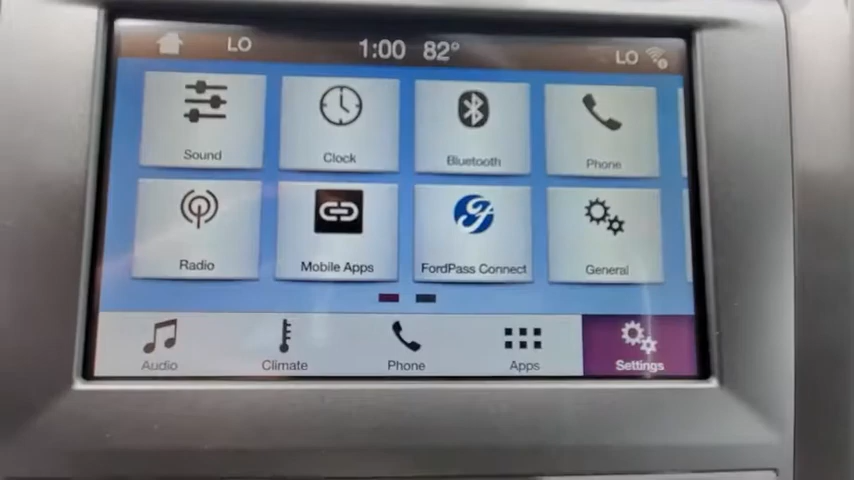 LO 1:00 82° LO
Sound Clock Bluetooth Phone
Radio Mobile Apps FordPass Connect General
Audio Climate Phone Apps Settings